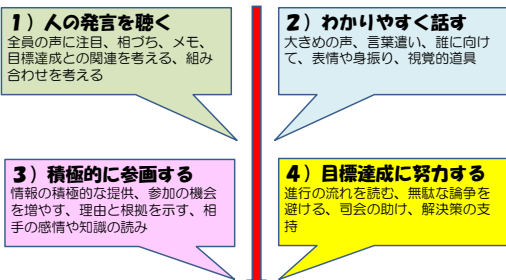 1）人の発言を聴く
全員の声に注目、相づち、メモ、
目標達成との関連を考える、組み
合わせを考える
2）わかりやすく話す
大きめの声、言葉遣い、誰に向け
て、表情や身振り、視覚的道具
3）積極的に参画する
情報の積極的な提供、参加の機会
を増やす、理由と根拠を示す、相
手の感情や知識の読み
4）目標達成に努力する
進行の流れを読む、無駄な論争を
避ける、司会の助け、解決策の支
持